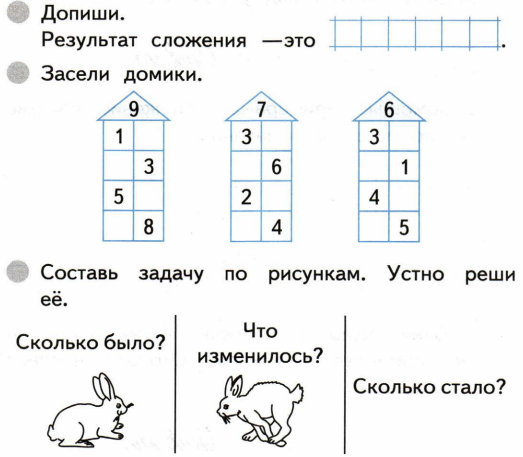 Допиши.
Результат сложения —это .
Засели домики.
9 7 6
1 3 3
3 6 1
5 2 4
8 4 5
Составь задачу по рисункам. Устно реши
её.
Сколько было?
Что
изменилось?
Сколько стало?